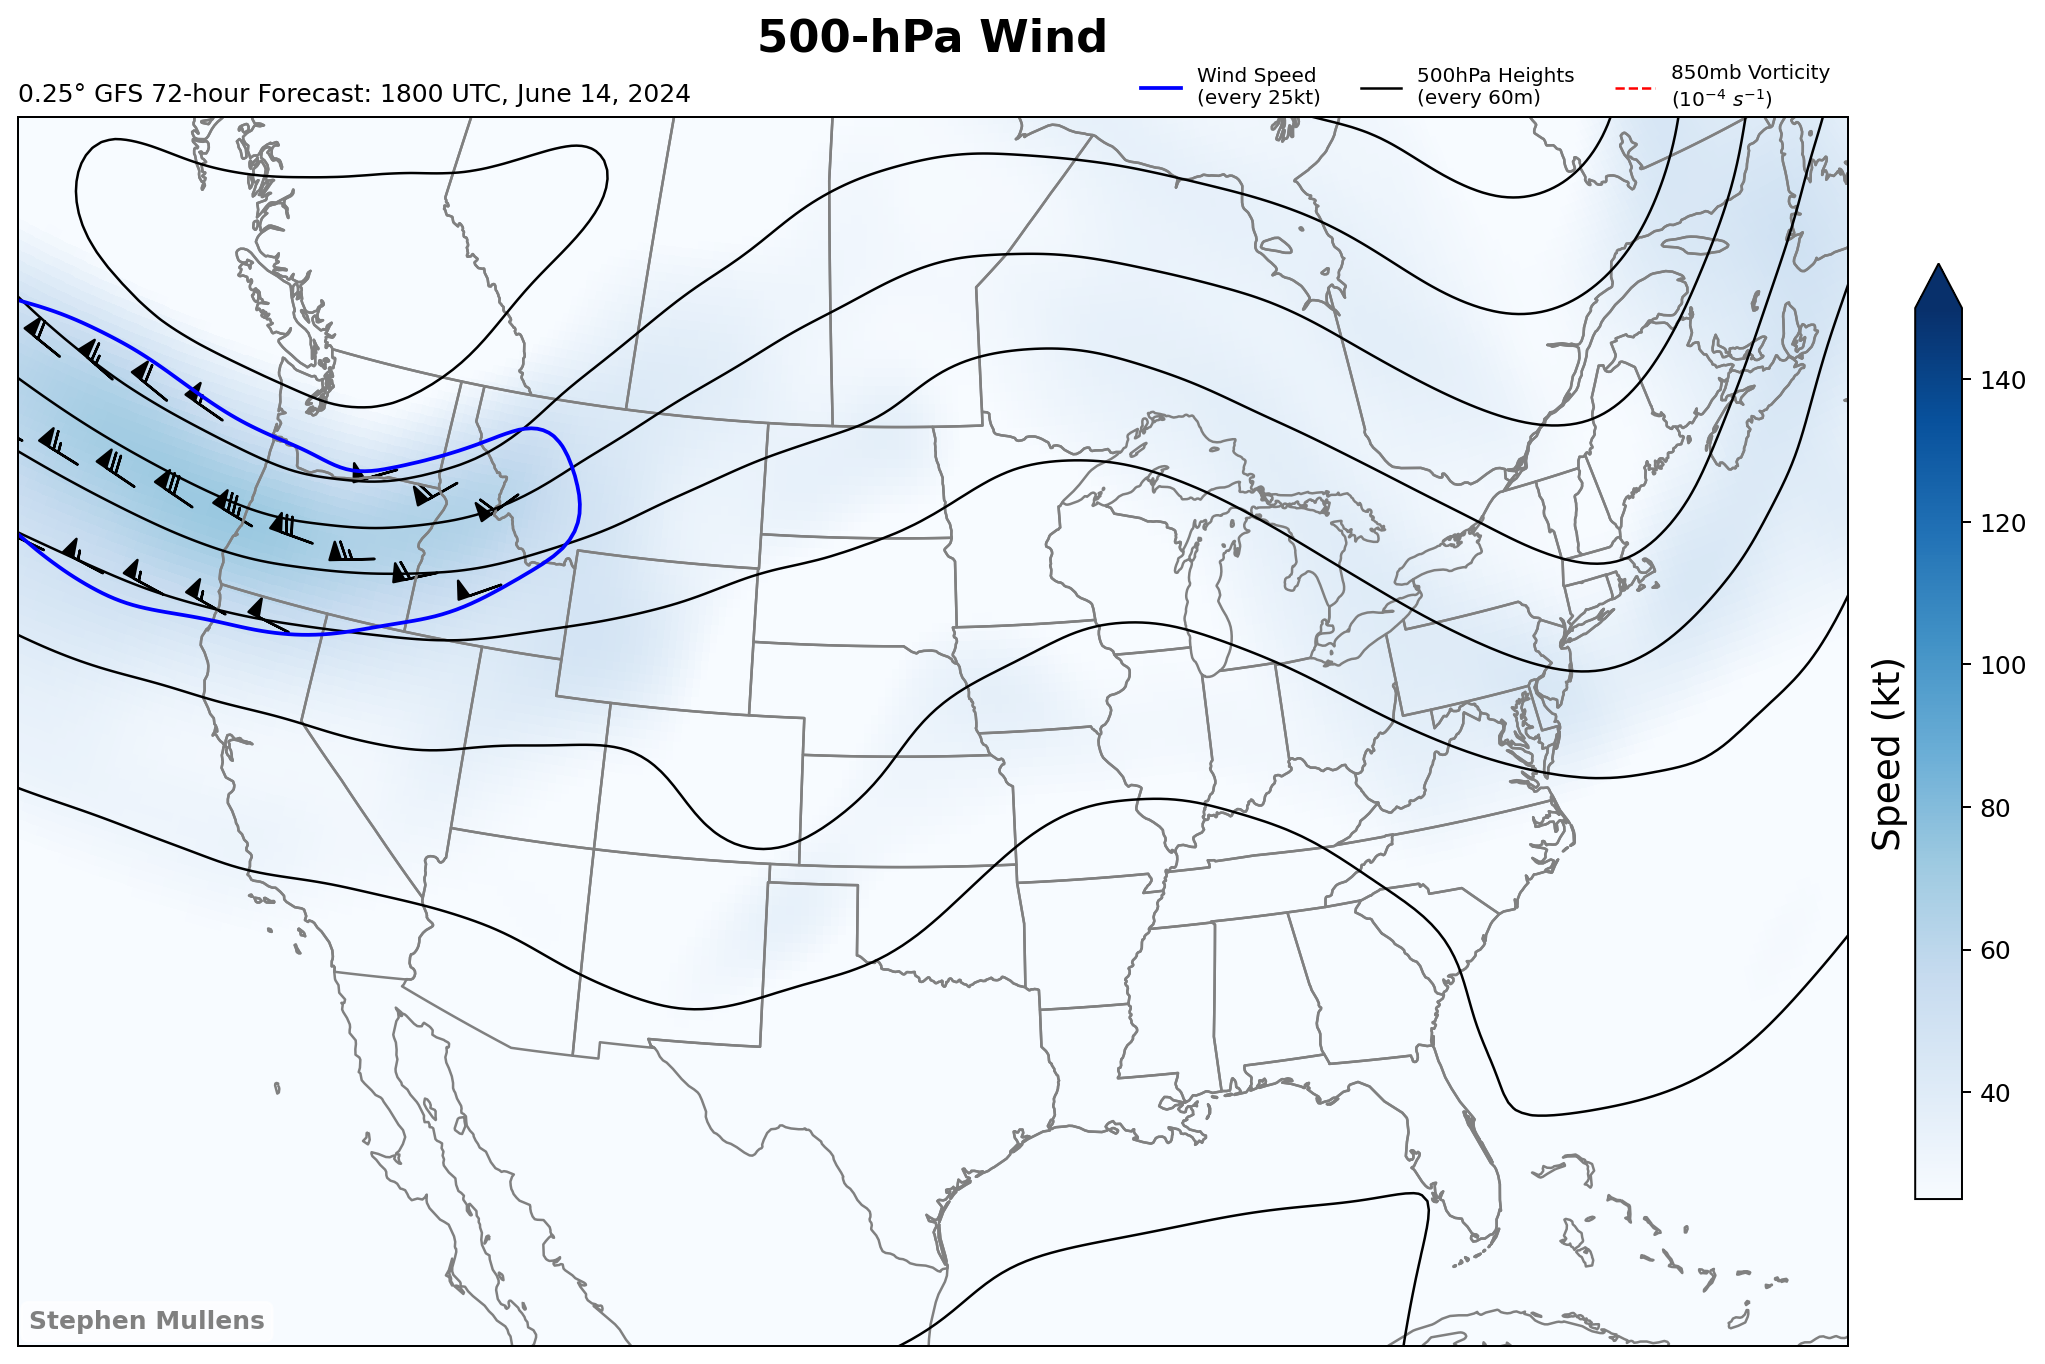 500-hPa Wind
0.25° GFS 72-hour Forecast: 1800 UTC, June 14, 2024
Wind Speed
(every 25kt)
500hPa Heights
(every 60m)
850mb Vorticity
(10⁻⁴ s⁻¹)
140
120
100
80
60
40
Speed (kt)
Stephen Mullens